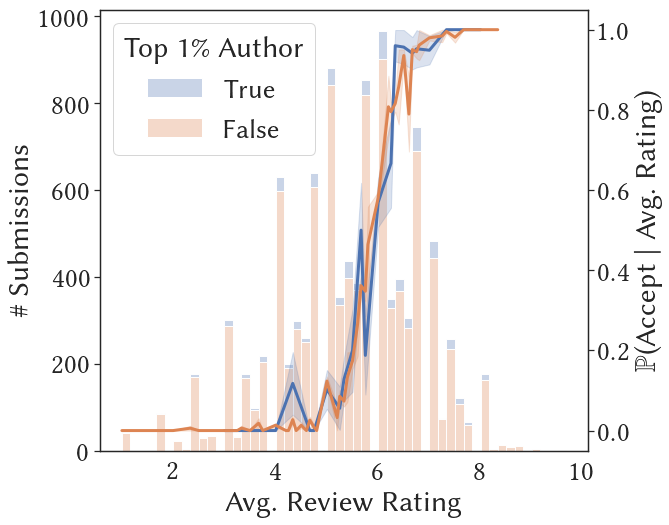 Top 1% Author
True
False
# Submissions
0
200
400
600
800
1000
ℙ(Accept | Avg. Rating)
0.0
0.2
0.4
0.6
0.8
1.0
2
4
6
8
10
Avg. Review Rating